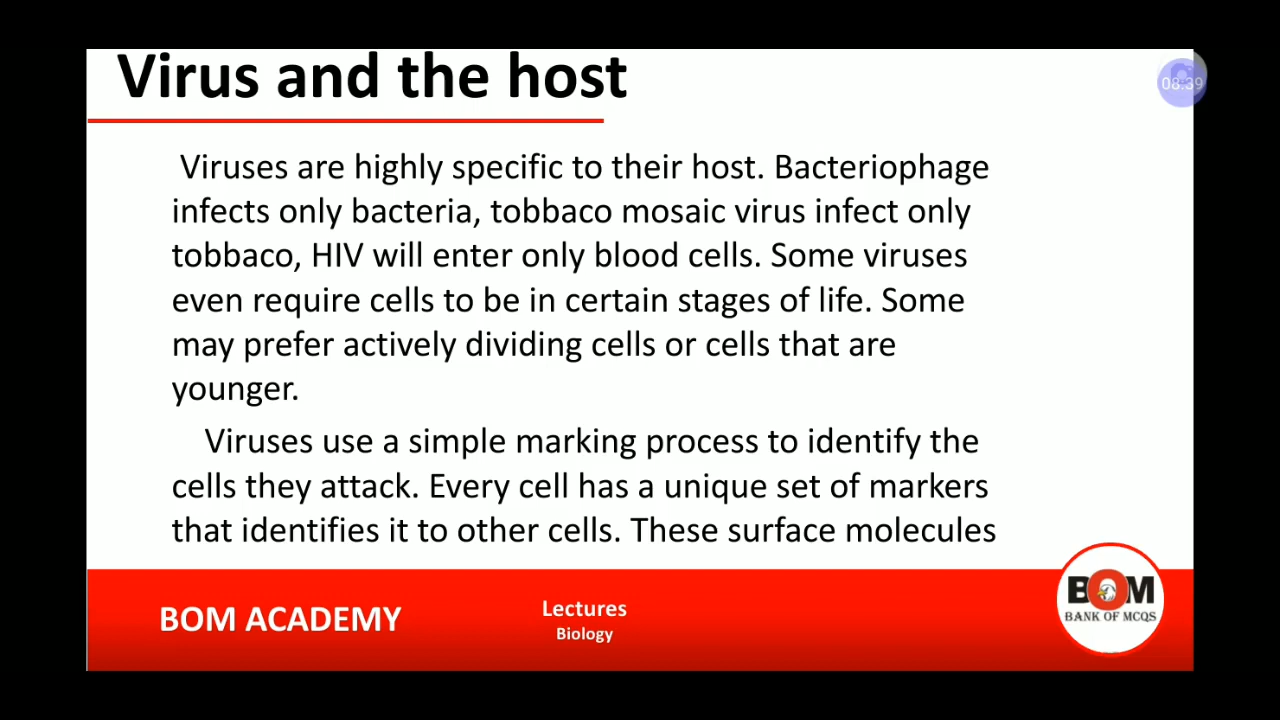 Virus and the host
08:39
Viruses are highly specific to their host. Bacteriophage
infects only bacteria, tobbaco mosaic virus infect only
tobbaco, HIV will enter only blood cells. Some viruses
even require cells to be in certain stages of life. Some
may prefer actively dividing cells or cells that are
younger.
Viruses use a simple marking process to identify the
cells they attack. Every cell has a unique set of markers
that identifies it to other cells. These surface molecules
BOM ACADEMY
Lectures
Biology
BOM
BANK OF MCQS